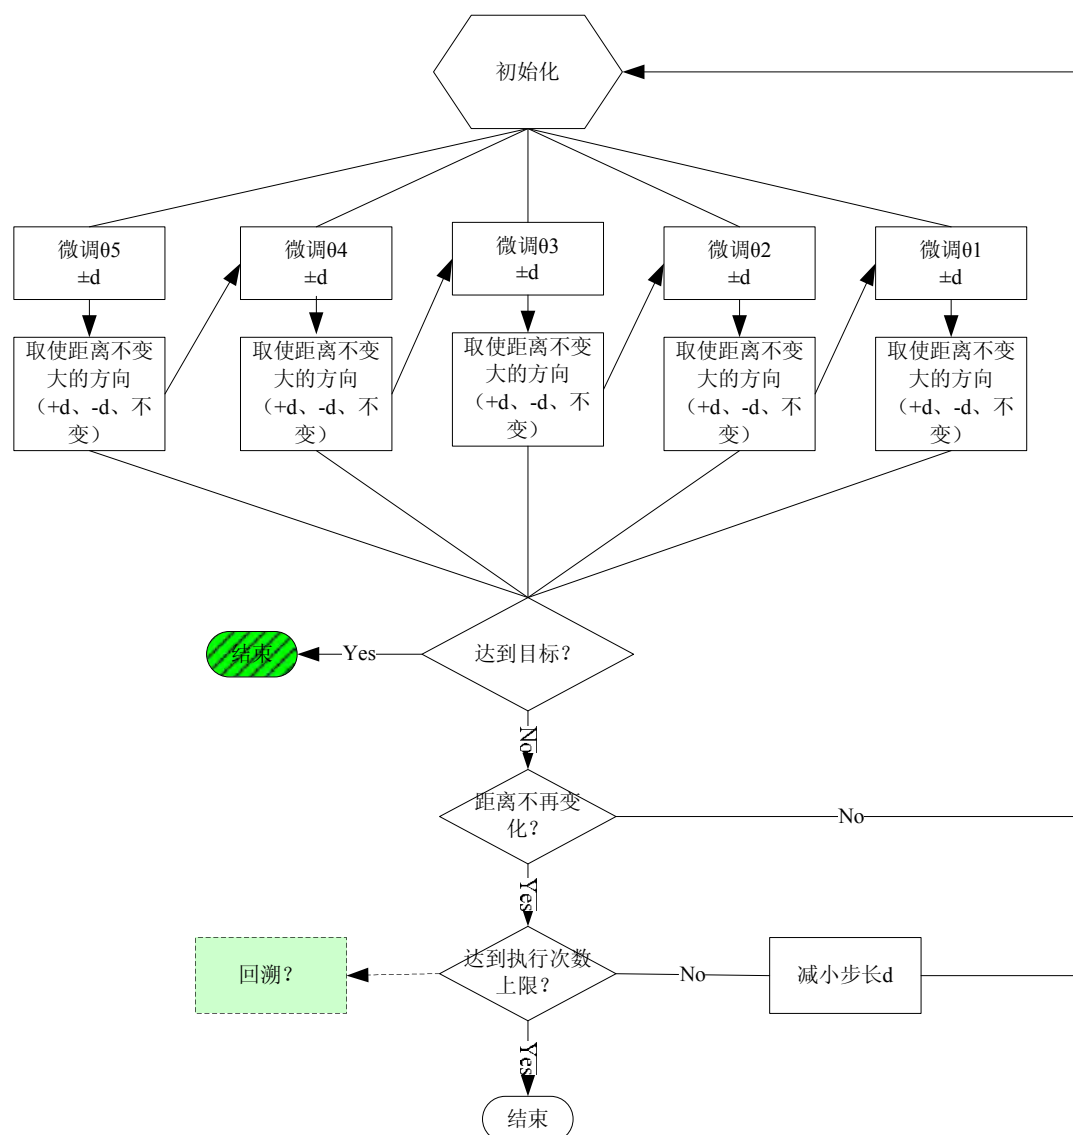 初始化
微调θ5
±d
微调θ4
±d
微调θ3
±d
微调θ2
±d
微调θ1
±d
取使距离不变
大的方向
（+d、-d、不
变）
取使距离不变
大的方向
（+d、-d、不
变）
取使距离不变
大的方向
（+d、-d、不
变）
取使距离不变
大的方向
（+d、-d、不
变）
取使距离不变
大的方向
（+d、-d、不
变）
结束
Yes
达到目标？
No
距离不再变
化？
No
Yes
回溯？
达到执行次数
上限？
No
减小步长d
Yes
结束